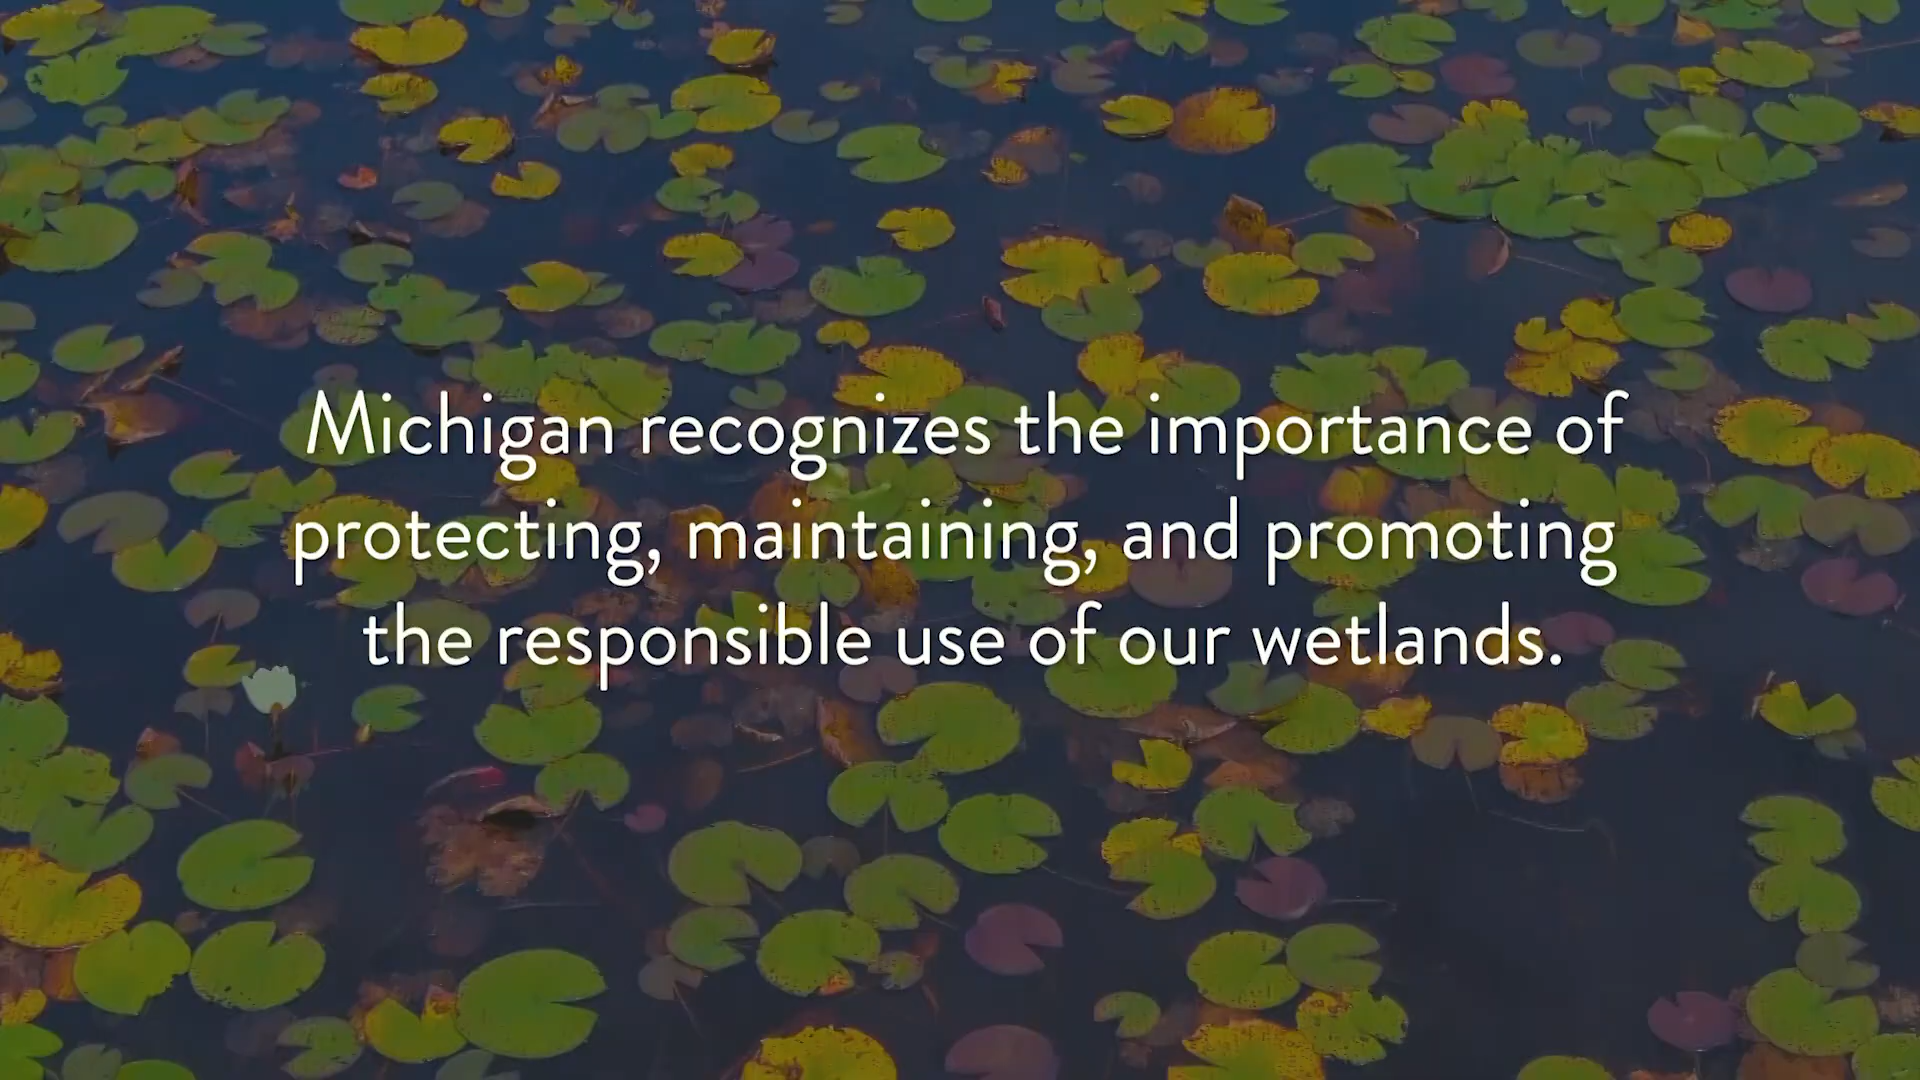 Michigan recognizes the importance of
protecting, maintaining, and promoting
the responsible use of our wetlands.